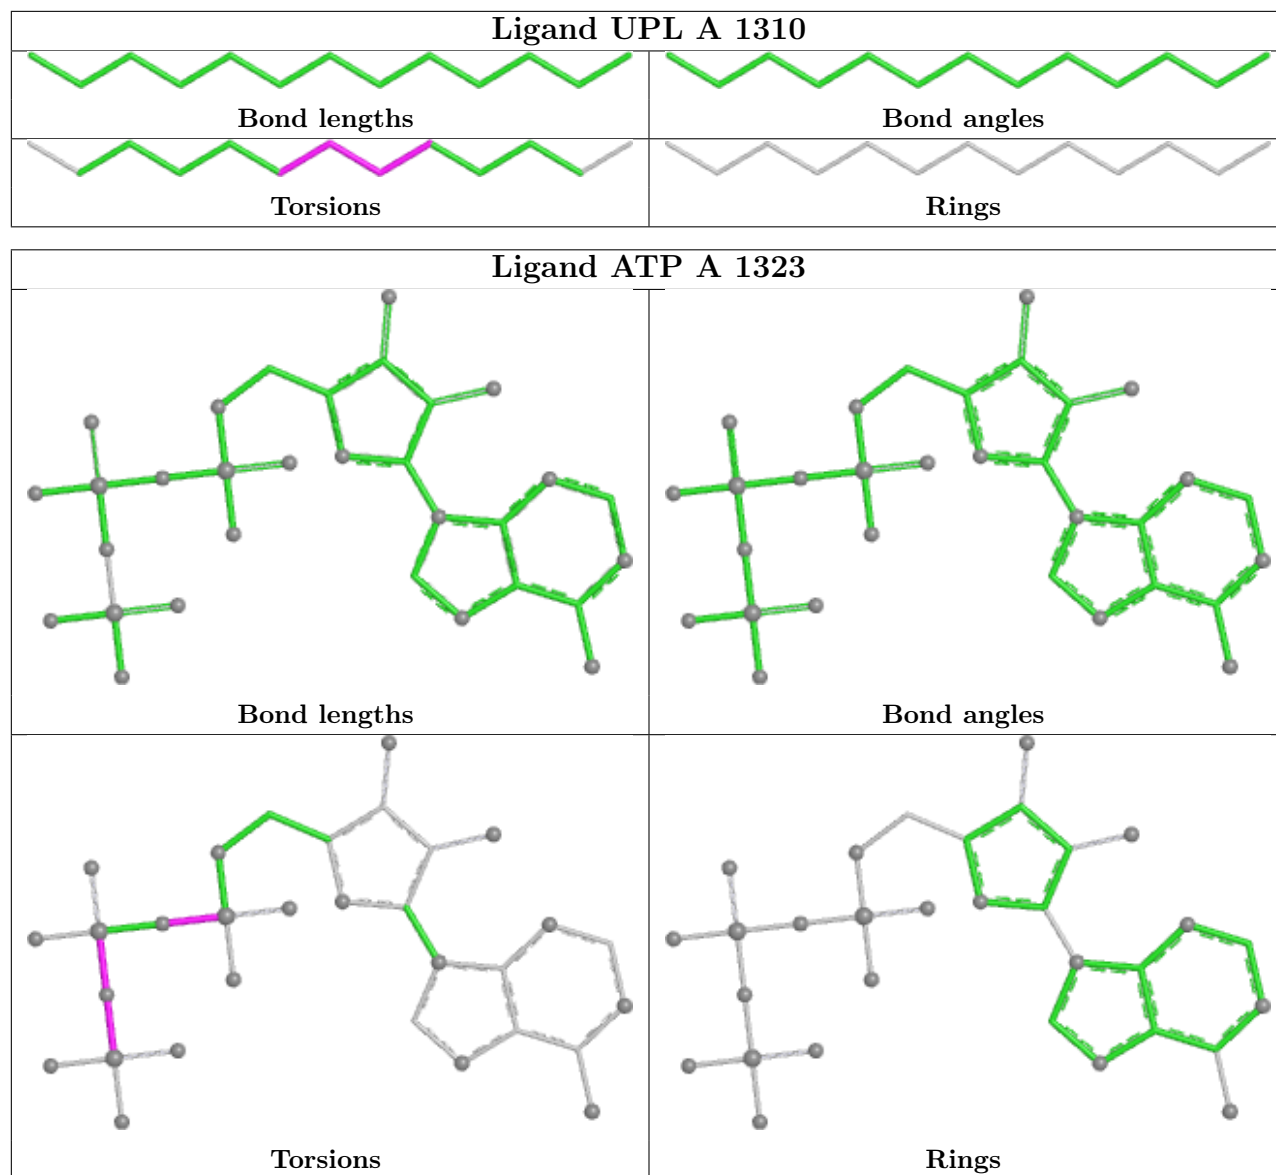 Ligand UPL A 1310
Bond lengths
Bond angles
Torsions
Rings
Ligand ATP A 1323
Bond lengths
Bond angles
Torsions
Rings